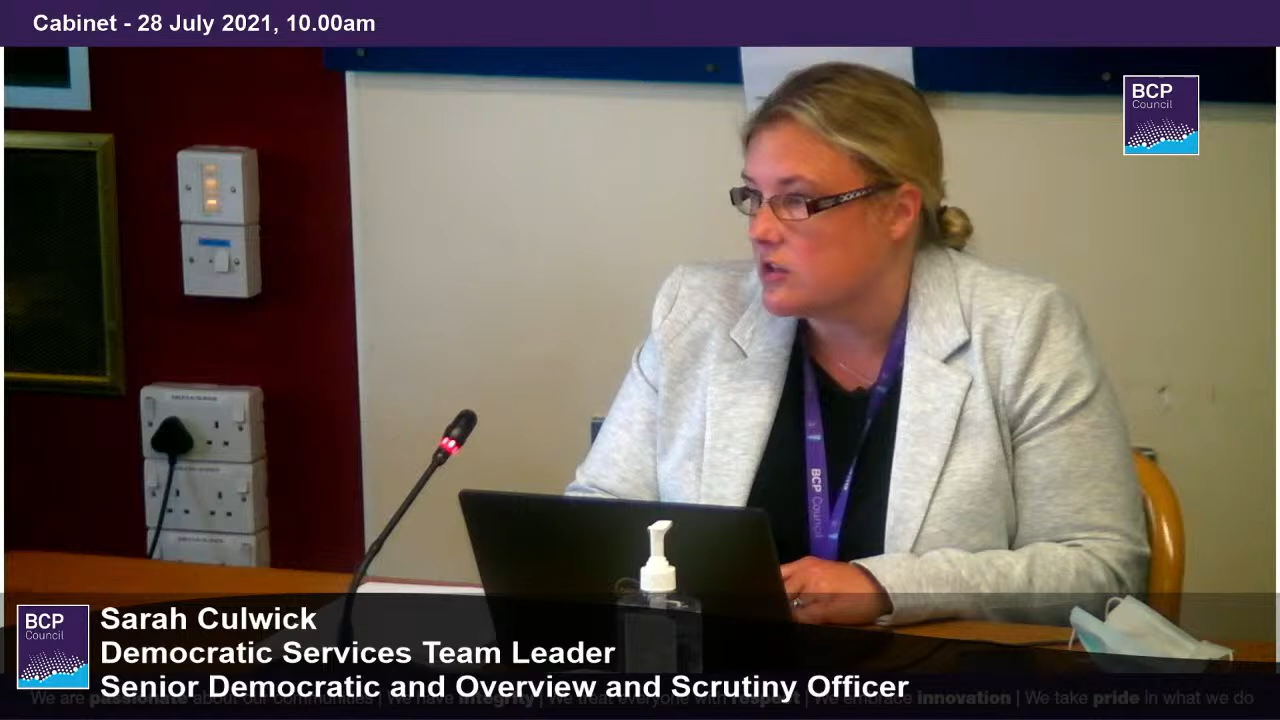 Cabinet - 28 July 2021, 10.00am
BCP
Council
BCP Council
BCP
Council
Sarah Culwick
Democratic Services Team Leader
Senior Democratic and Overview and Scrutiny Officer
We are passionate about our communities | We have integrity | We treat everyone with respect | We embrace innovation | We take pride in what we do